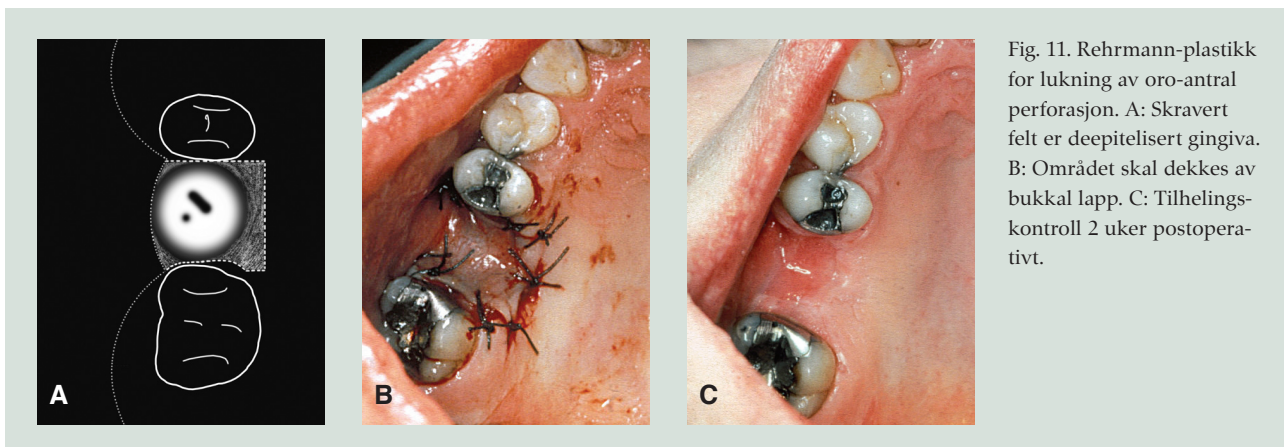 Fig. 11. Rehrmann-plastikk
for lukning av oro-antral
perforasjon. A: Skravert
felt er deepitelisert gingiva.
B: Området skal dekkes av
bukkal lapp. C: Tilhelings-
kontroll 2 uker postopera-
tivt.
A
B
C